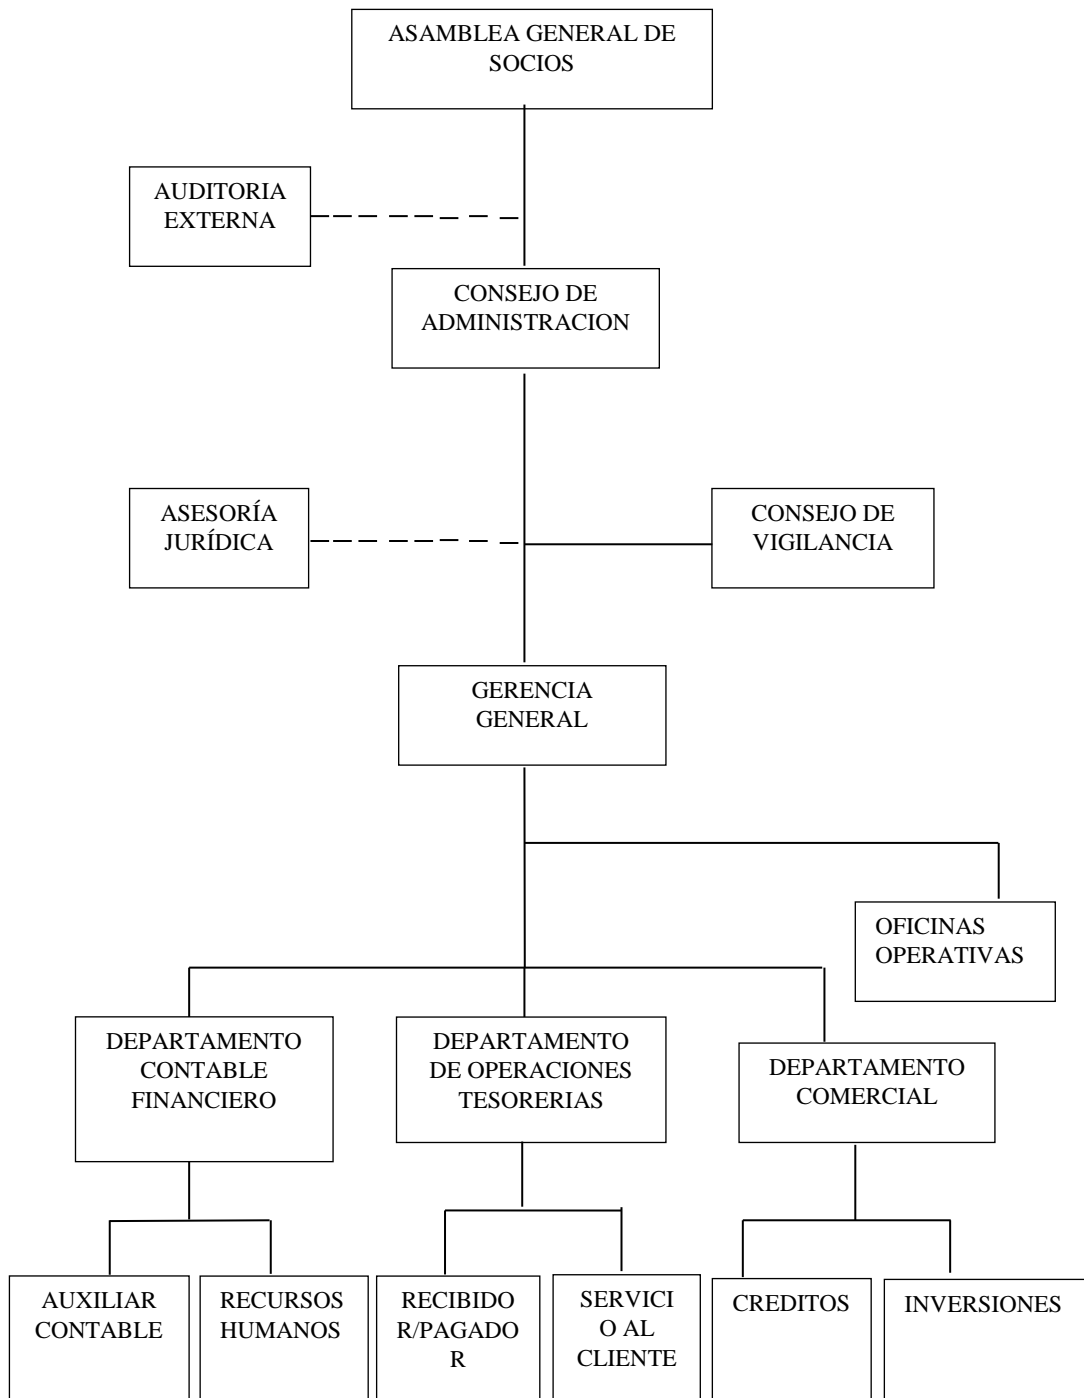 ASAMBLEA GENERAL DE
SOCIOS
AUDITORIA
EXTERNA
CONSEJO DE
ADMINISTRACION
ASESORÍA
JURÍDICA
CONSEJO DE
VIGILANCIA
GERENCIA
GENERAL
OFICINAS
OPERATIVAS
DEPARTAMENTO
CONTABLE
FINANCIERO
DEPARTAMENTO
DE OPERACIONES
TESORERIAS
DEPARTAMENTO
COMERCIAL
AUXILIAR
CONTABLE
RECURSOS
HUMANOS
RECIBIDO
R/PAGADO
R
SERVICI
O AL
CLIENTE
CREDITOS
INVERSIONES